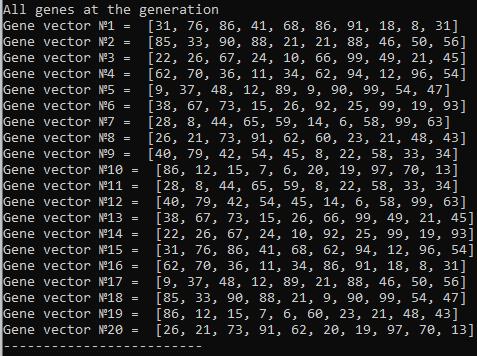 All genes at the generation
Gene vector №1 =  [31, 76, 86, 41, 68, 86, 91, 18, 8, 31]
Gene vector №2 =  [85, 33, 90, 88, 21, 21, 88, 46, 50, 56]
Gene vector №3 =  [22, 26, 67, 24, 10, 66, 99, 49, 21, 45]
Gene vector №4 =  [62, 70, 36, 11, 34, 62, 94, 12, 96, 54]
Gene vector №5 =  [9, 37, 48, 12, 89, 9, 90, 99, 54, 47]
Gene vector №6 =  [38, 67, 73, 15, 26, 92, 25, 99, 19, 93]
Gene vector №7 =  [28, 8, 44, 65, 59, 14, 6, 58, 99, 63]
Gene vector №8 =  [26, 21, 73, 91, 62, 60, 23, 21, 48, 43]
Gene vector №9 =  [40, 79, 42, 54, 45, 8, 22, 58, 33, 34]
Gene vector №10 =  [86, 12, 15, 7, 6, 20, 19, 97, 70, 13]
Gene vector №11 =  [28, 8, 44, 65, 59, 8, 22, 58, 33, 34]
Gene vector №12 =  [40, 79, 42, 54, 45, 14, 6, 58, 99, 63]
Gene vector №13 =  [38, 67, 73, 15, 26, 66, 99, 49, 21, 45]
Gene vector №14 =  [22, 26, 67, 24, 10, 92, 25, 99, 19, 93]
Gene vector №15 =  [31, 76, 86, 41, 68, 62, 94, 12, 96, 54]
Gene vector №16 =  [62, 70, 36, 11, 34, 86, 91, 18, 8, 31]
Gene vector №17 =  [9, 37, 48, 12, 89, 21, 88, 46, 50, 56]
Gene vector №18 =  [85, 33, 90, 88, 21, 9, 90, 99, 54, 47]
Gene vector №19 =  [86, 12, 15, 7, 6, 60, 23, 21, 48, 43]
Gene vector №20 =  [26, 21, 73, 91, 62, 20, 19, 97, 70, 13]
-------------------------